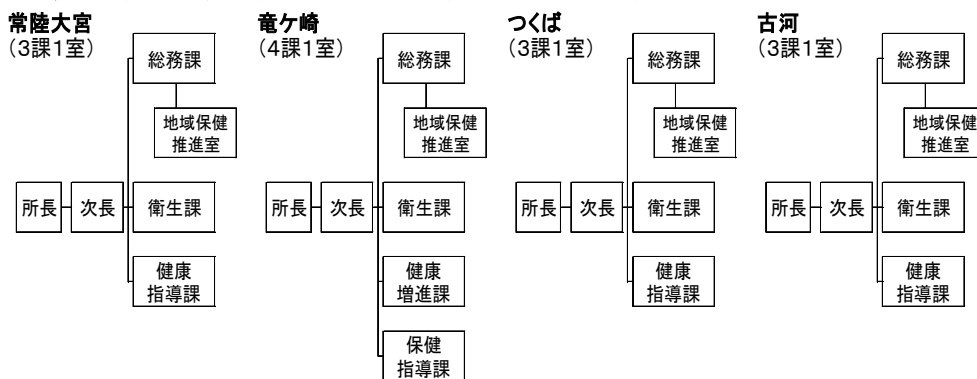 常陸大宮
（3課1室）
総務課
地域保健
推進室
所長
次長
衛生課
健康
指導課
竜ケ崎
（4課1室）
総務課
地域保健
推進室
所長
次長
衛生課
健康
増進課
保健
指導課
つくば
（3課1室）
総務課
地域保健
推進室
所長
次長
衛生課
健康
指導課
古河
（3課1室）
総務課
地域保健
推進室
所長
次長
衛生課
健康
指導課